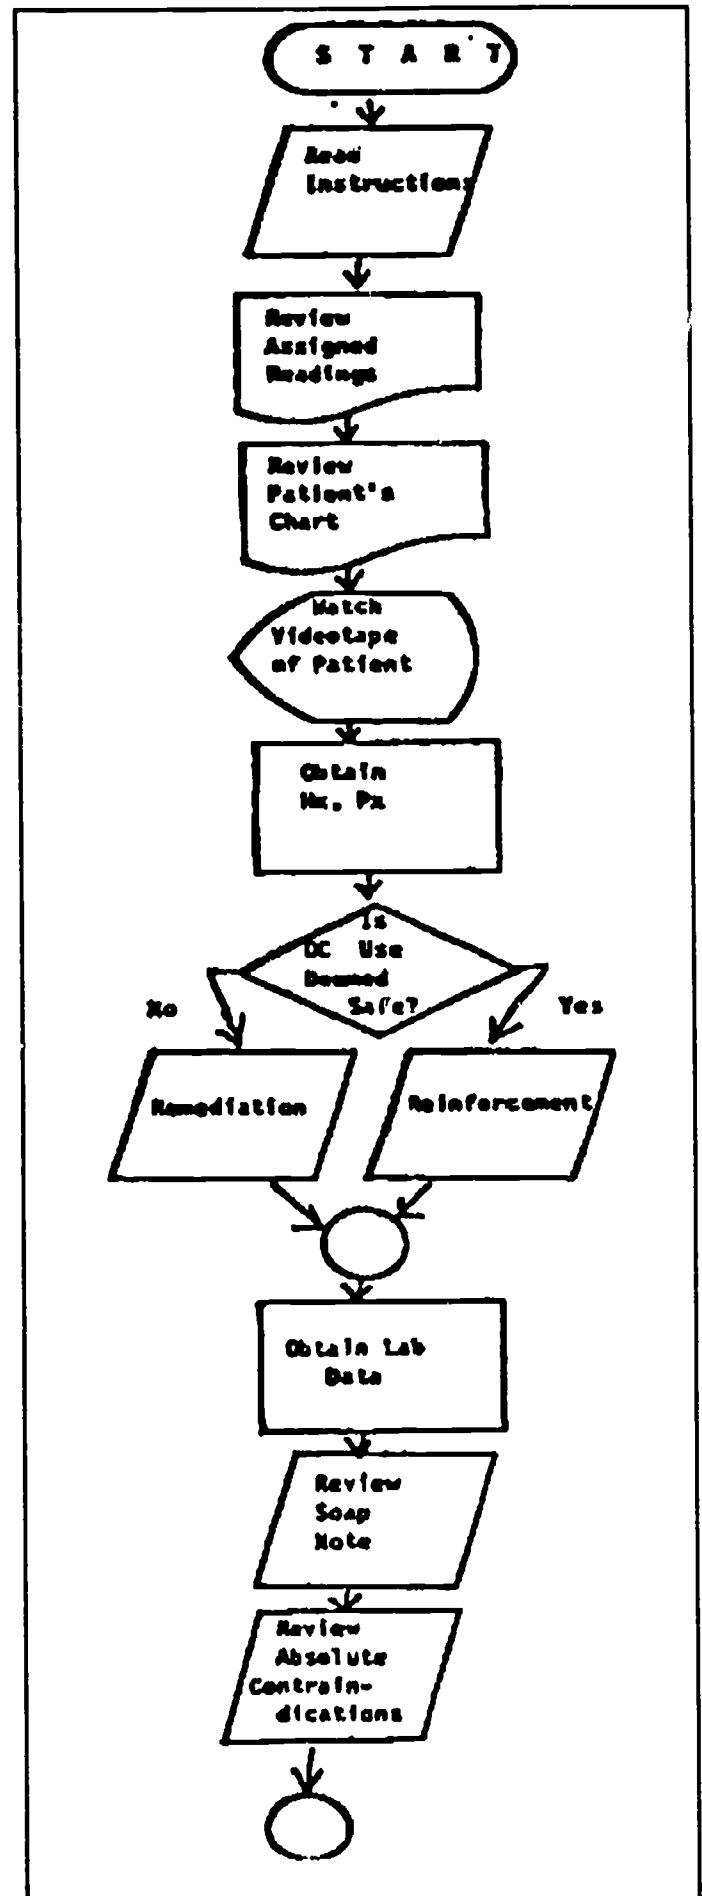 S T A R T
Read
Instructions
Review
Assigned
Readings
Review
Patient's
Chart
Watch
Videotape
of Patient
Obtain
Hx, Px
Is
OC Use
Deemed
Safe?
No
Yes
Remediation
Reinforcement
Obtain Lab
Data
Review
Soap
Note
Review
Absolute
Contrain-
dications